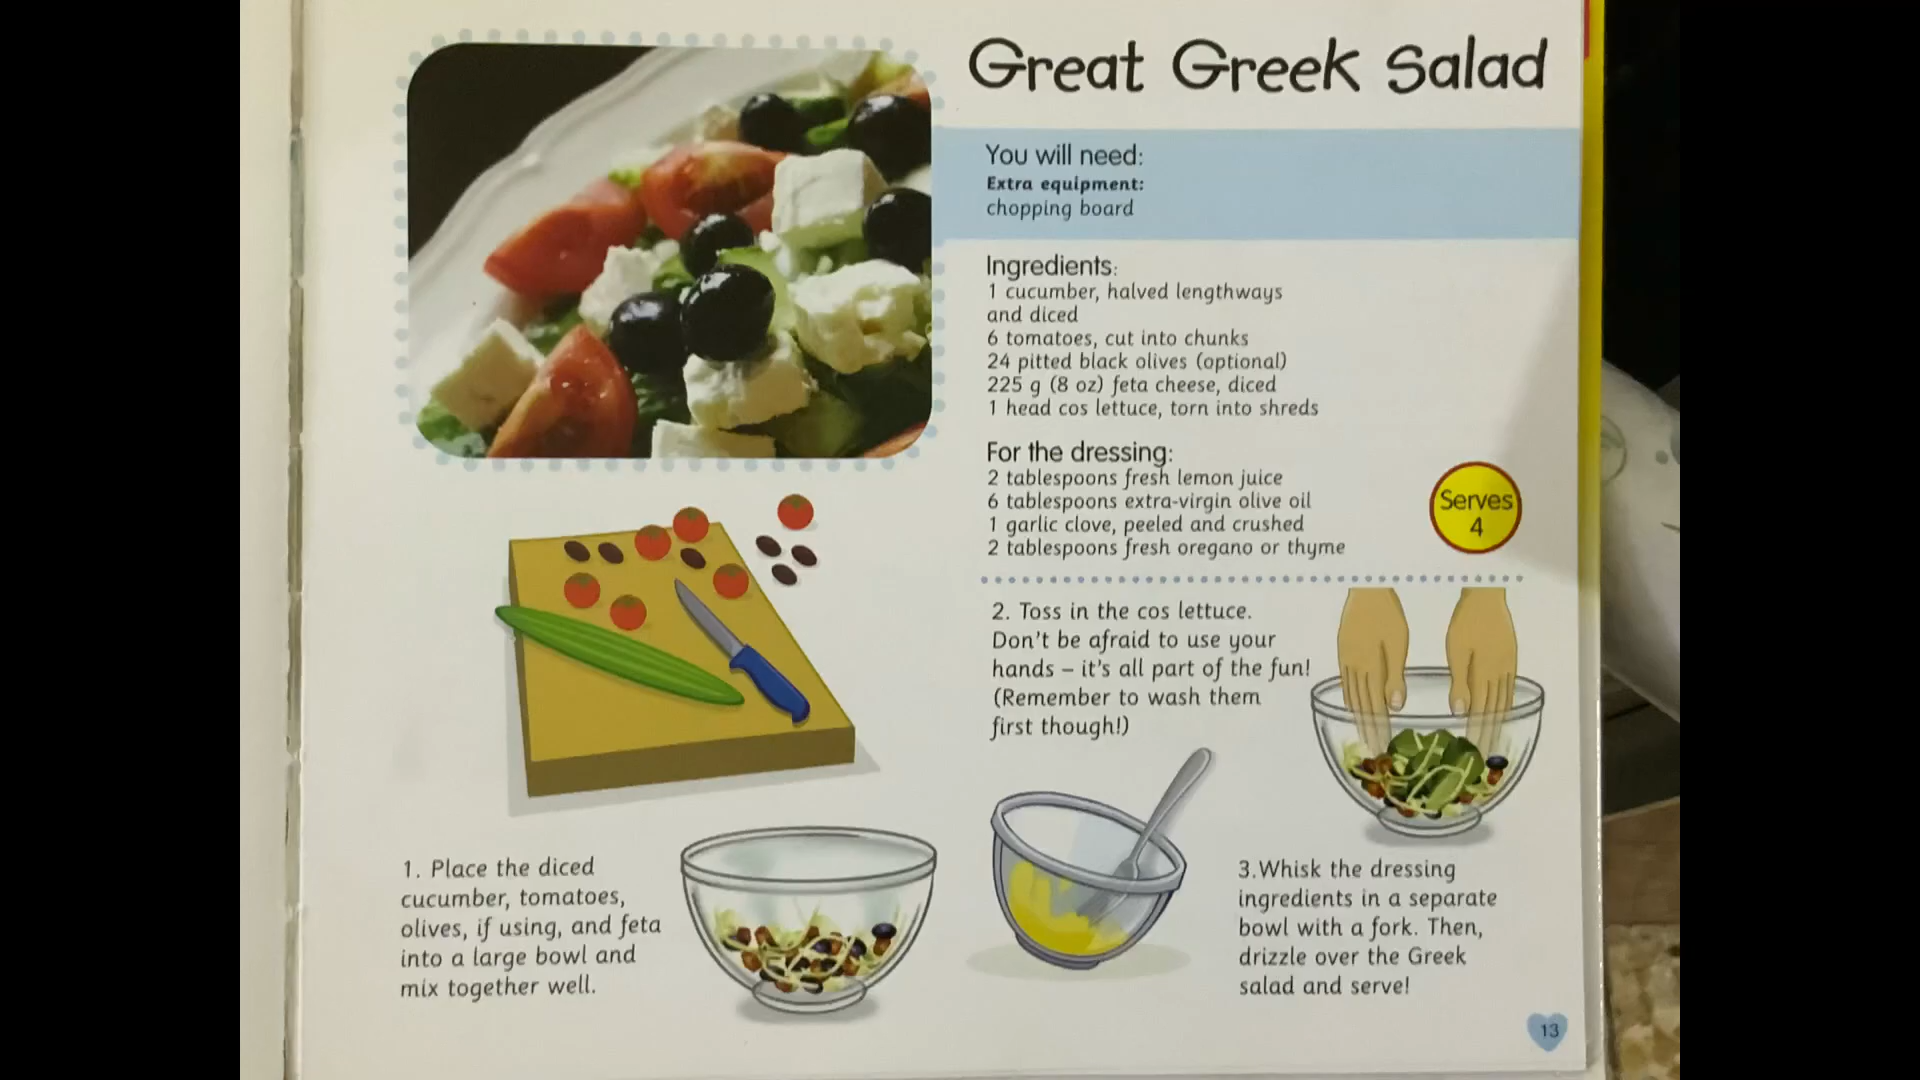 Great Greek Salad
You will need:
Extra equipment:
chopping board
Ingredients:
1 cucumber, halved lengthways
and diced
6 tomatoes, cut into chunks
24 pitted black olives (optional)
225 g (8 oz) feta cheese, diced
1 head cos lettuce, torn into shreds
For the dressing:
2 tablespoons fresh lemon juice
6 tablespoons extra-virgin olive oil
1 garlic clove, peeled and crushed
2 tablespoons fresh oregano or thyme
Serves
4
1. Place the diced
cucumber, tomatoes,
olives, if using, and feta
into a large bowl and
mix together well.
2. Toss in the cos lettuce.
Don't be afraid to use your
hands – it's all part of the fun!
(Remember to wash them
first though!)
3.Whisk the dressing
ingredients in a separate
bowl with a fork. Then,
drizzle over the Greek
salad and serve!
13